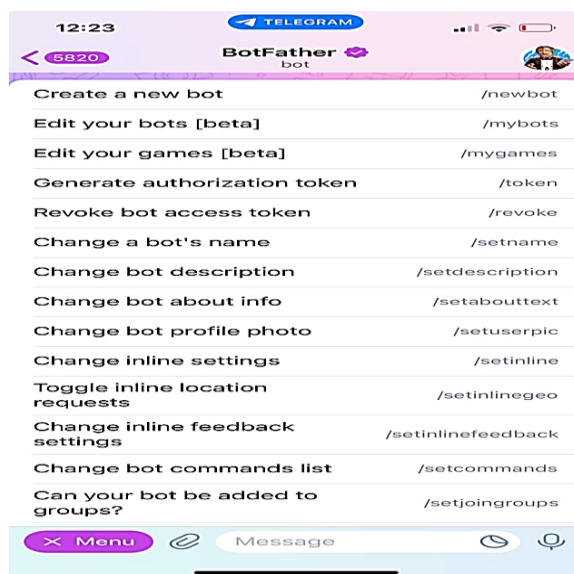 12:23
TELEGRAM
5820
BotFather
bot
Create a new bot /newbot
Edit your bots [beta] /mybots
Edit your games [beta] /mygames
Generate authorization token /token
Revoke bot access token /revoke
Change a bot's name /setname
Change bot description /setdescription
Change bot about info /setabouttext
Change bot profile photo /setuserpic
Change inline settings /setinline
Toggle inline location
requests /setinlinegeo
Change inline feedback
settings /setinlinefeedback
Change bot commands list /setcommands
Can your bot be added to
groups? /setjoingroups
Menu
Message